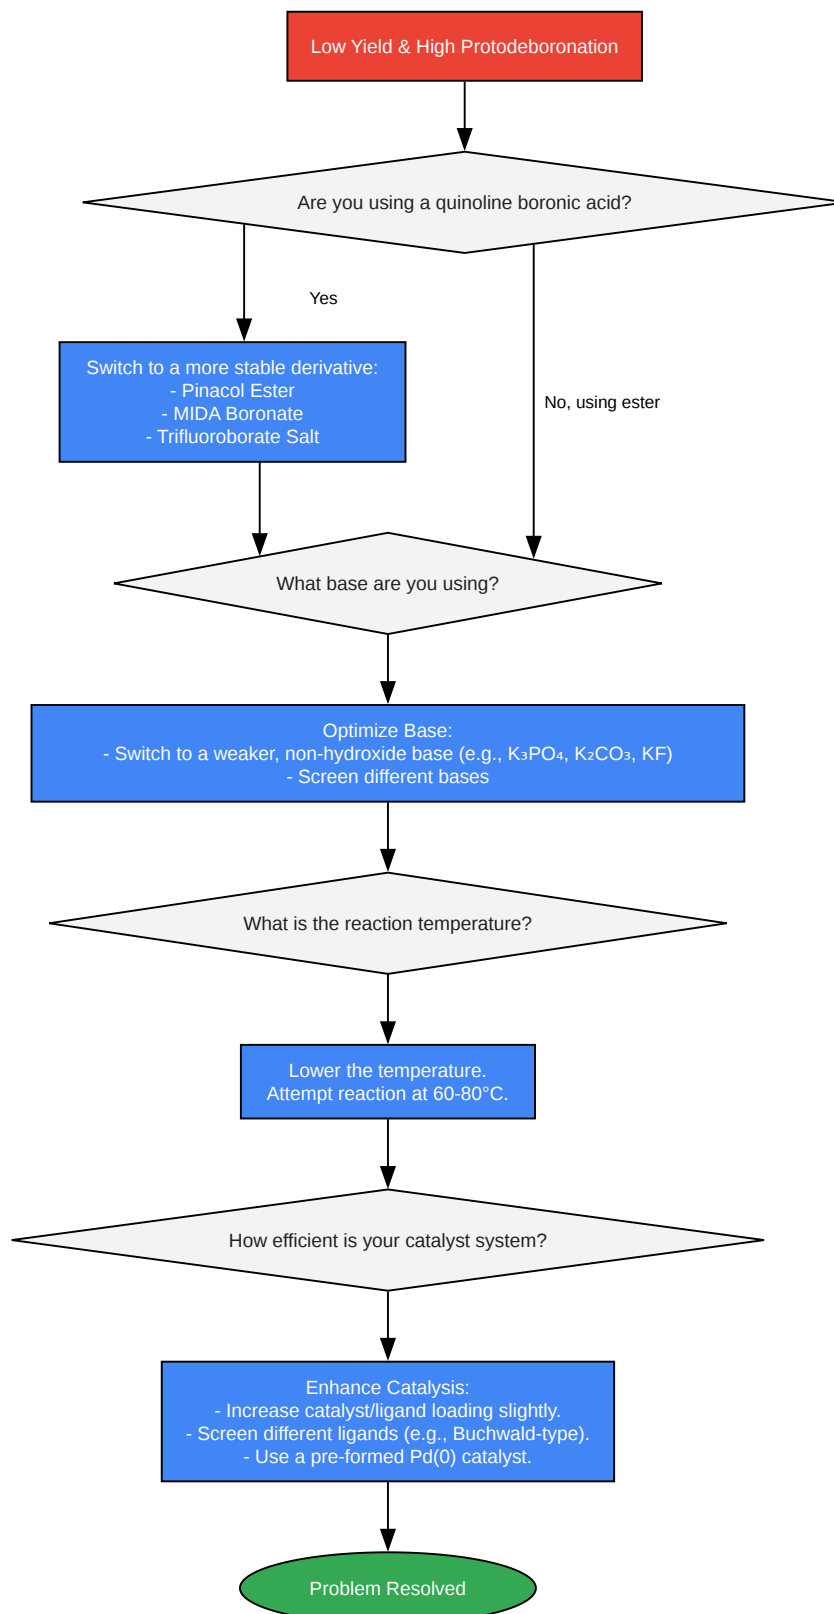 Low Yield & High Protodeboronation
Are you using a quinoline boronic acid?
Yes
Switch to a more stable derivative:
- Pinacol Ester
- MIDA Boronate
- Trifluoroborate Salt
No, using ester
What base are you using?
Optimize Base:
- Switch to a weaker, non-hydroxide base (e.g., K₃PO₄, K₂CO₃, KF)
- Screen different bases
What is the reaction temperature?
Lower the temperature.
Attempt reaction at 60-80°C.
How efficient is your catalyst system?
Enhance Catalysis:
- Increase catalyst/ligand loading slightly.
- Screen different ligands (e.g., Buchwald-type).
- Use a pre-formed Pd(0) catalyst.
Problem Resolved